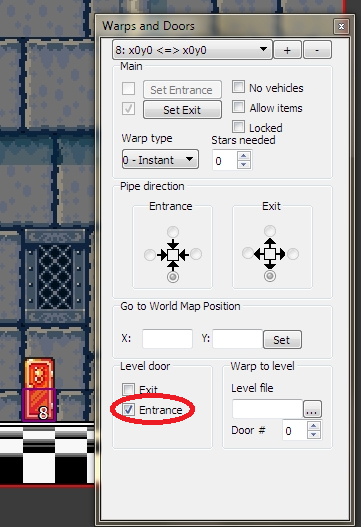 Warps and Doors
8: x0y0 <=> x0y0
+
-
Main
Set Entrance
No vehicles
Set Exit
Allow items
Locked
Warp type
Stars needed
0 - Instant
0
Pipe direction
Entrance
Exit
Go to World Map Position
X:
Y:
Set
Level door
Warp to level
Exit
Level file
Entrance
...
Door #
0
8